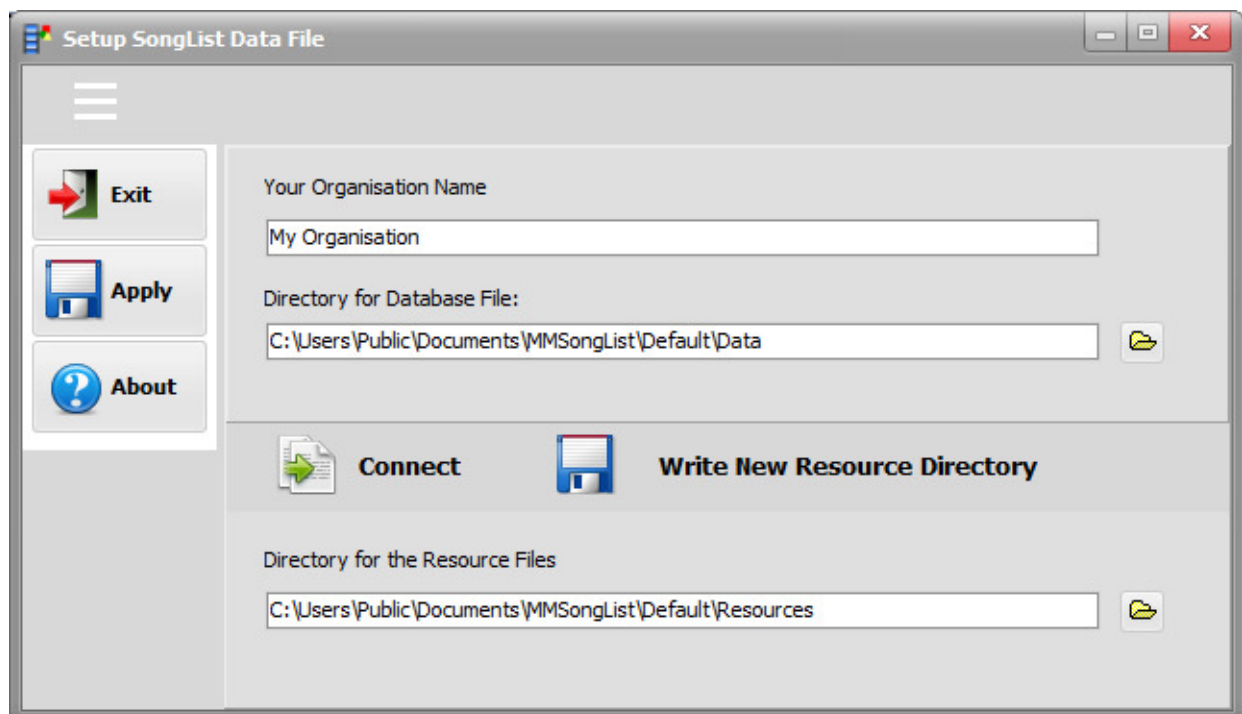 Setup SongList Data File
Exit
Apply
About
Your Organisation Name
My Organisation
Directory for Database File:
C:\Users\Public\Documents\MMSongList\Default\Data
Connect
Write New Resource Directory
Directory for the Resource Files
C:\Users\Public\Documents\MMSongList\Default\Resources